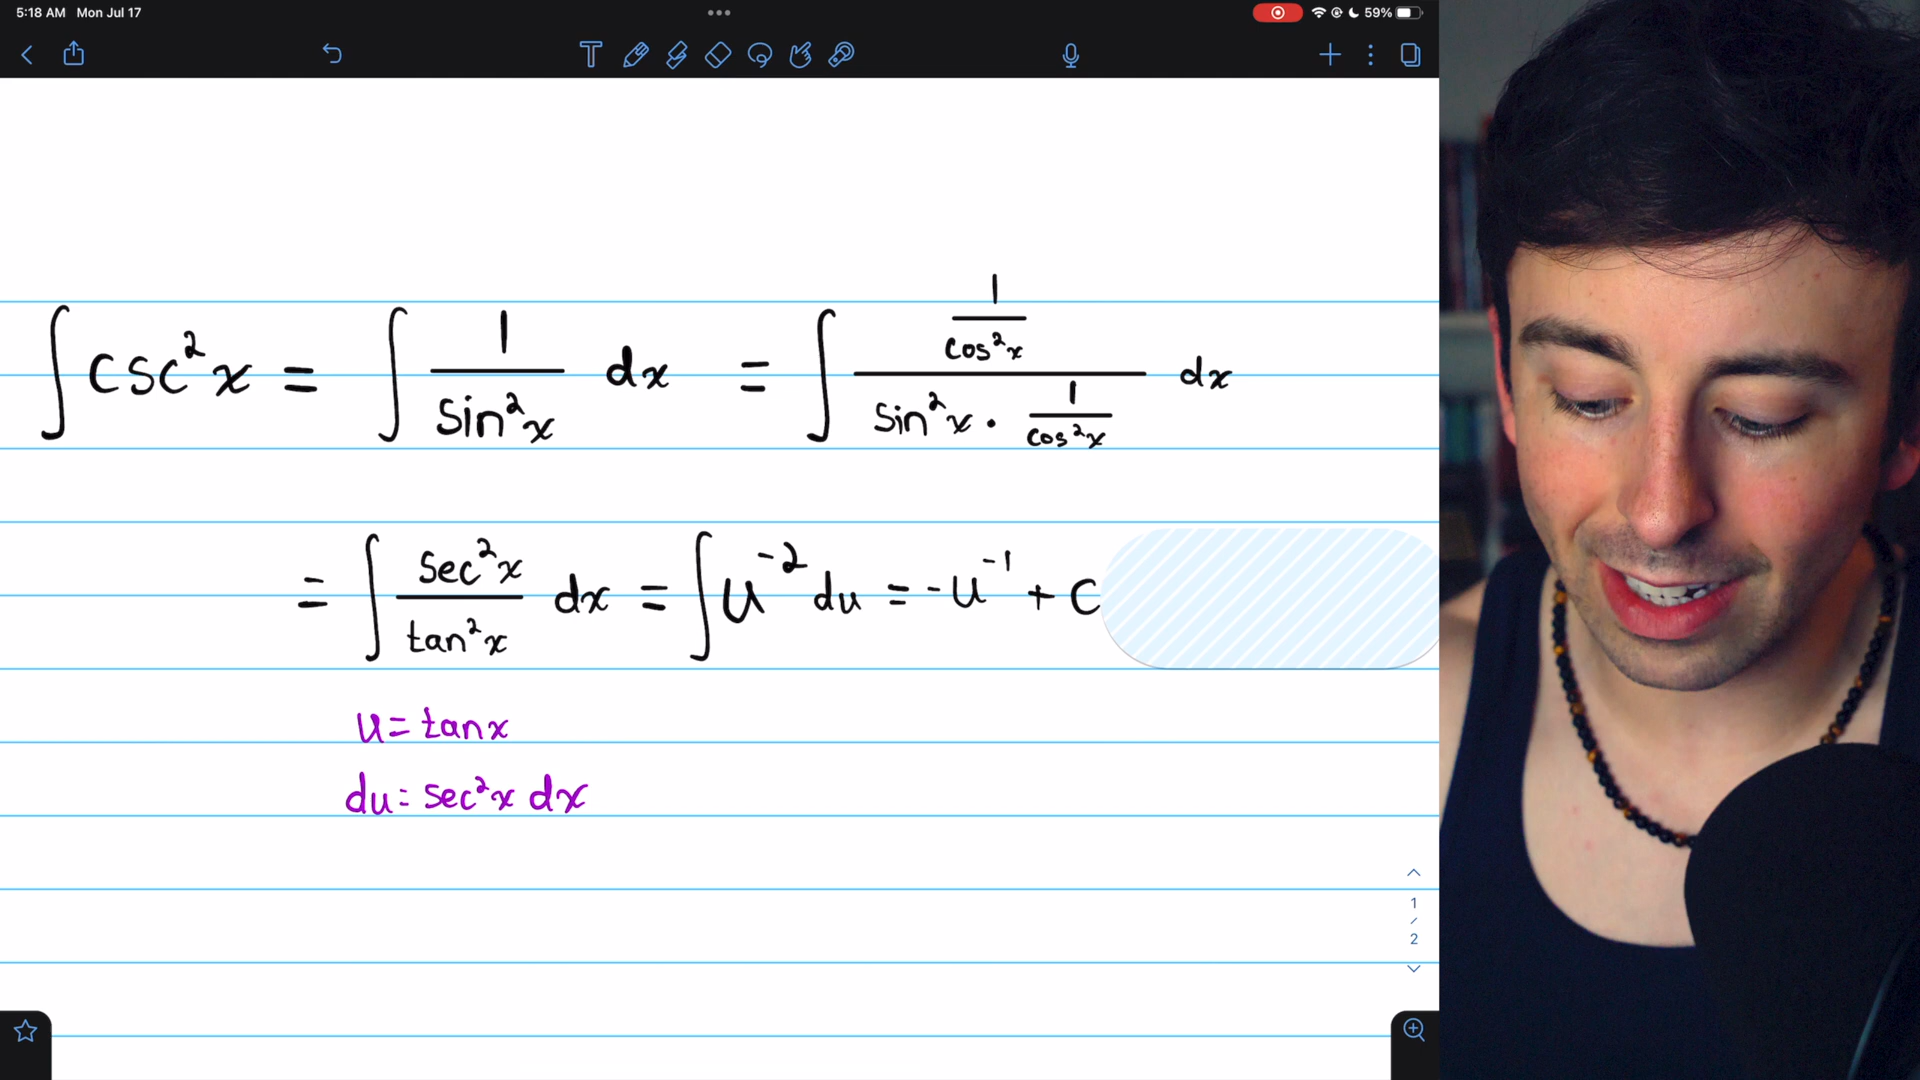 5:18 AM Mon Jul 17
59%
∫ csc²x = ∫ 1/sin²x dx = ∫ (1/cos²x)/(sin²x · 1/cos²x) dx
= ∫ sec²x/tan²x dx = ∫ u⁻² du = -u⁻¹ + C
u = tanx
du = sec²x dx
1
/
2